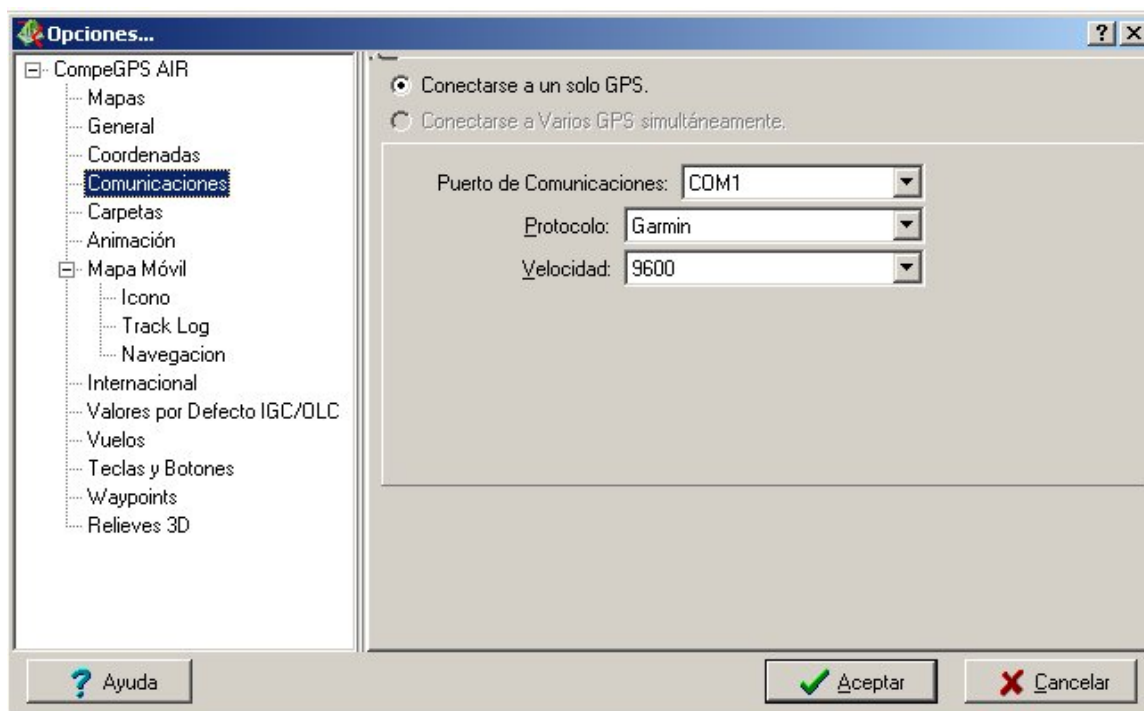 Opciones...
CompeGPS AIR
Mapas
General
Coordenadas
Comunicaciones
Carpetas
Animación
Mapa Móvil
Icono
Track Log
Navegacion
Internacional
Valores por Defecto IGC/OLC
Vuelos
Teclas y Botones
Waypoints
Relieves 3D
Conectarse a un solo GPS.
Conectarse a Varios GPS simultáneamente.
Puerto de Comunicaciones: COM1
Protocolo: Garmin
Velocidad: 9600
Ayuda
Aceptar
Cancelar